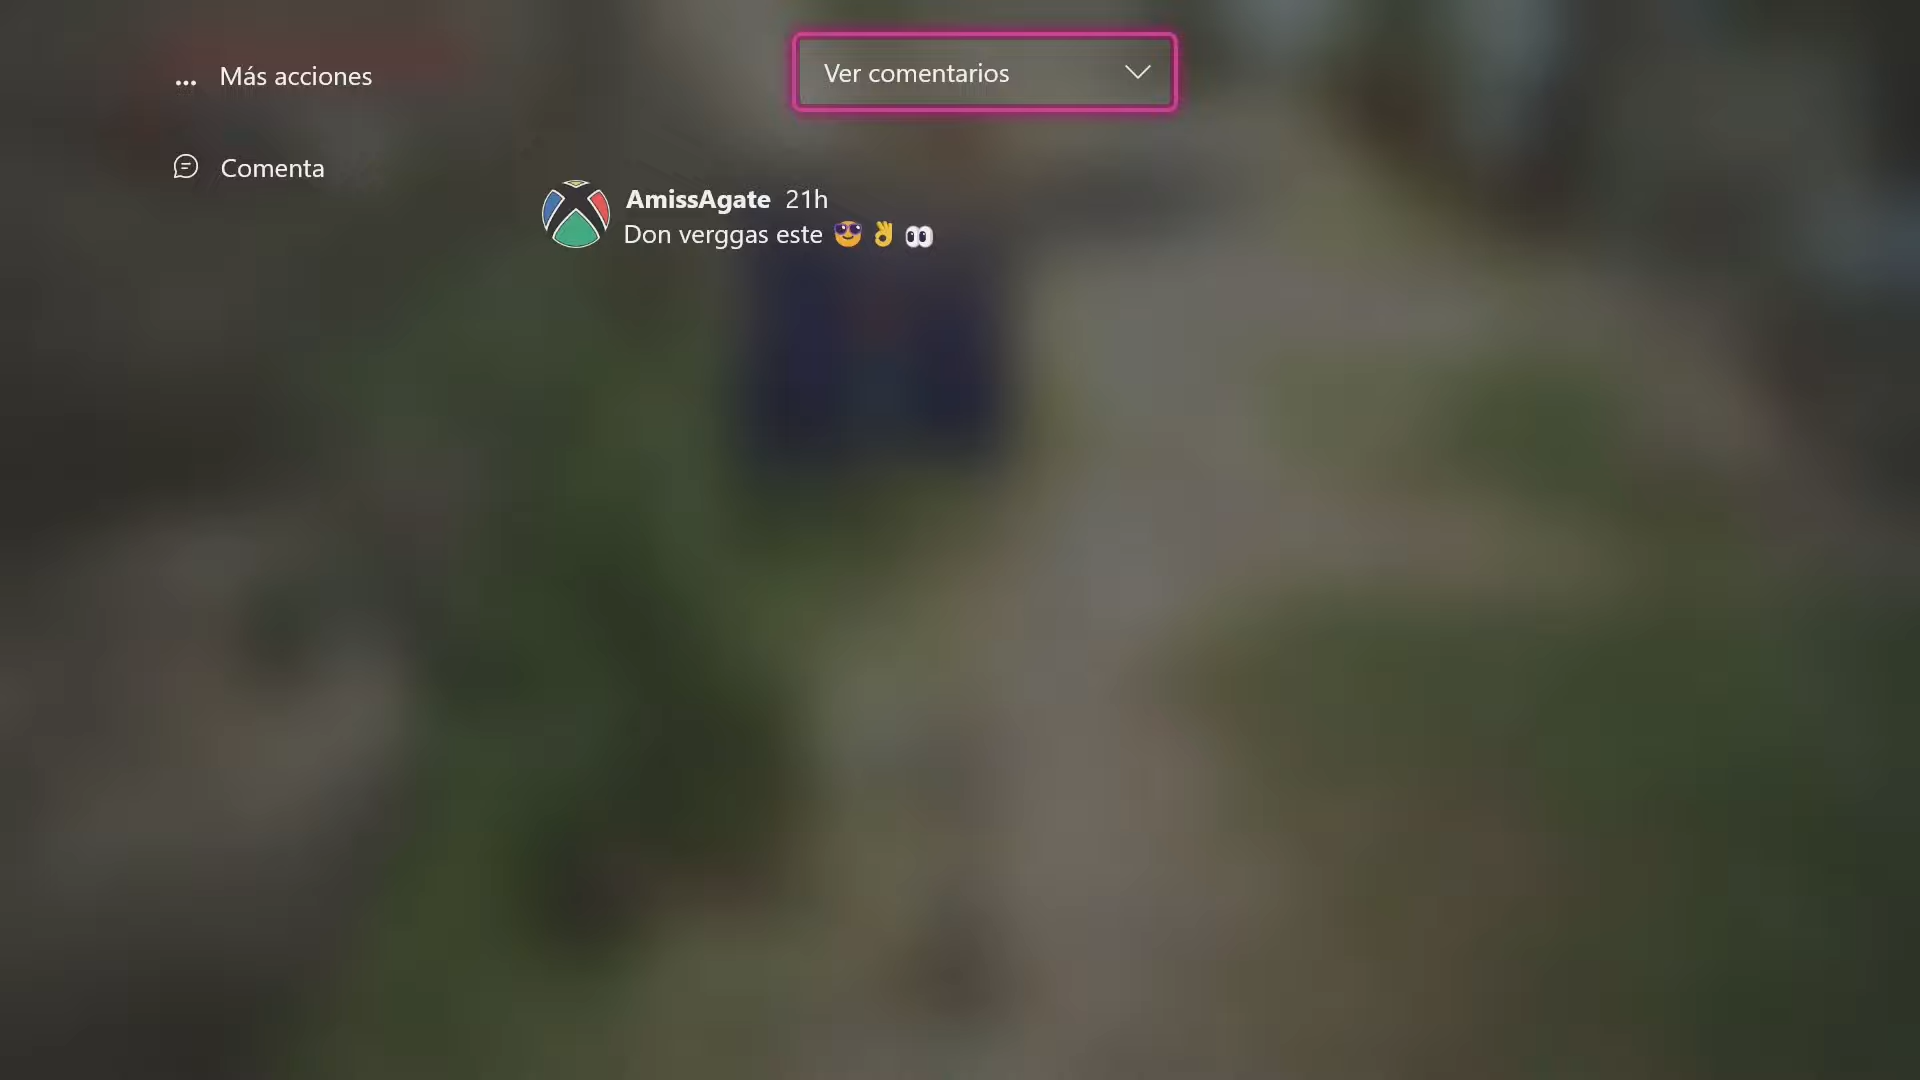 ... Más acciones
Ver comentarios
Comenta
AmissAgate 21h
Don verggas este 😎👌👀